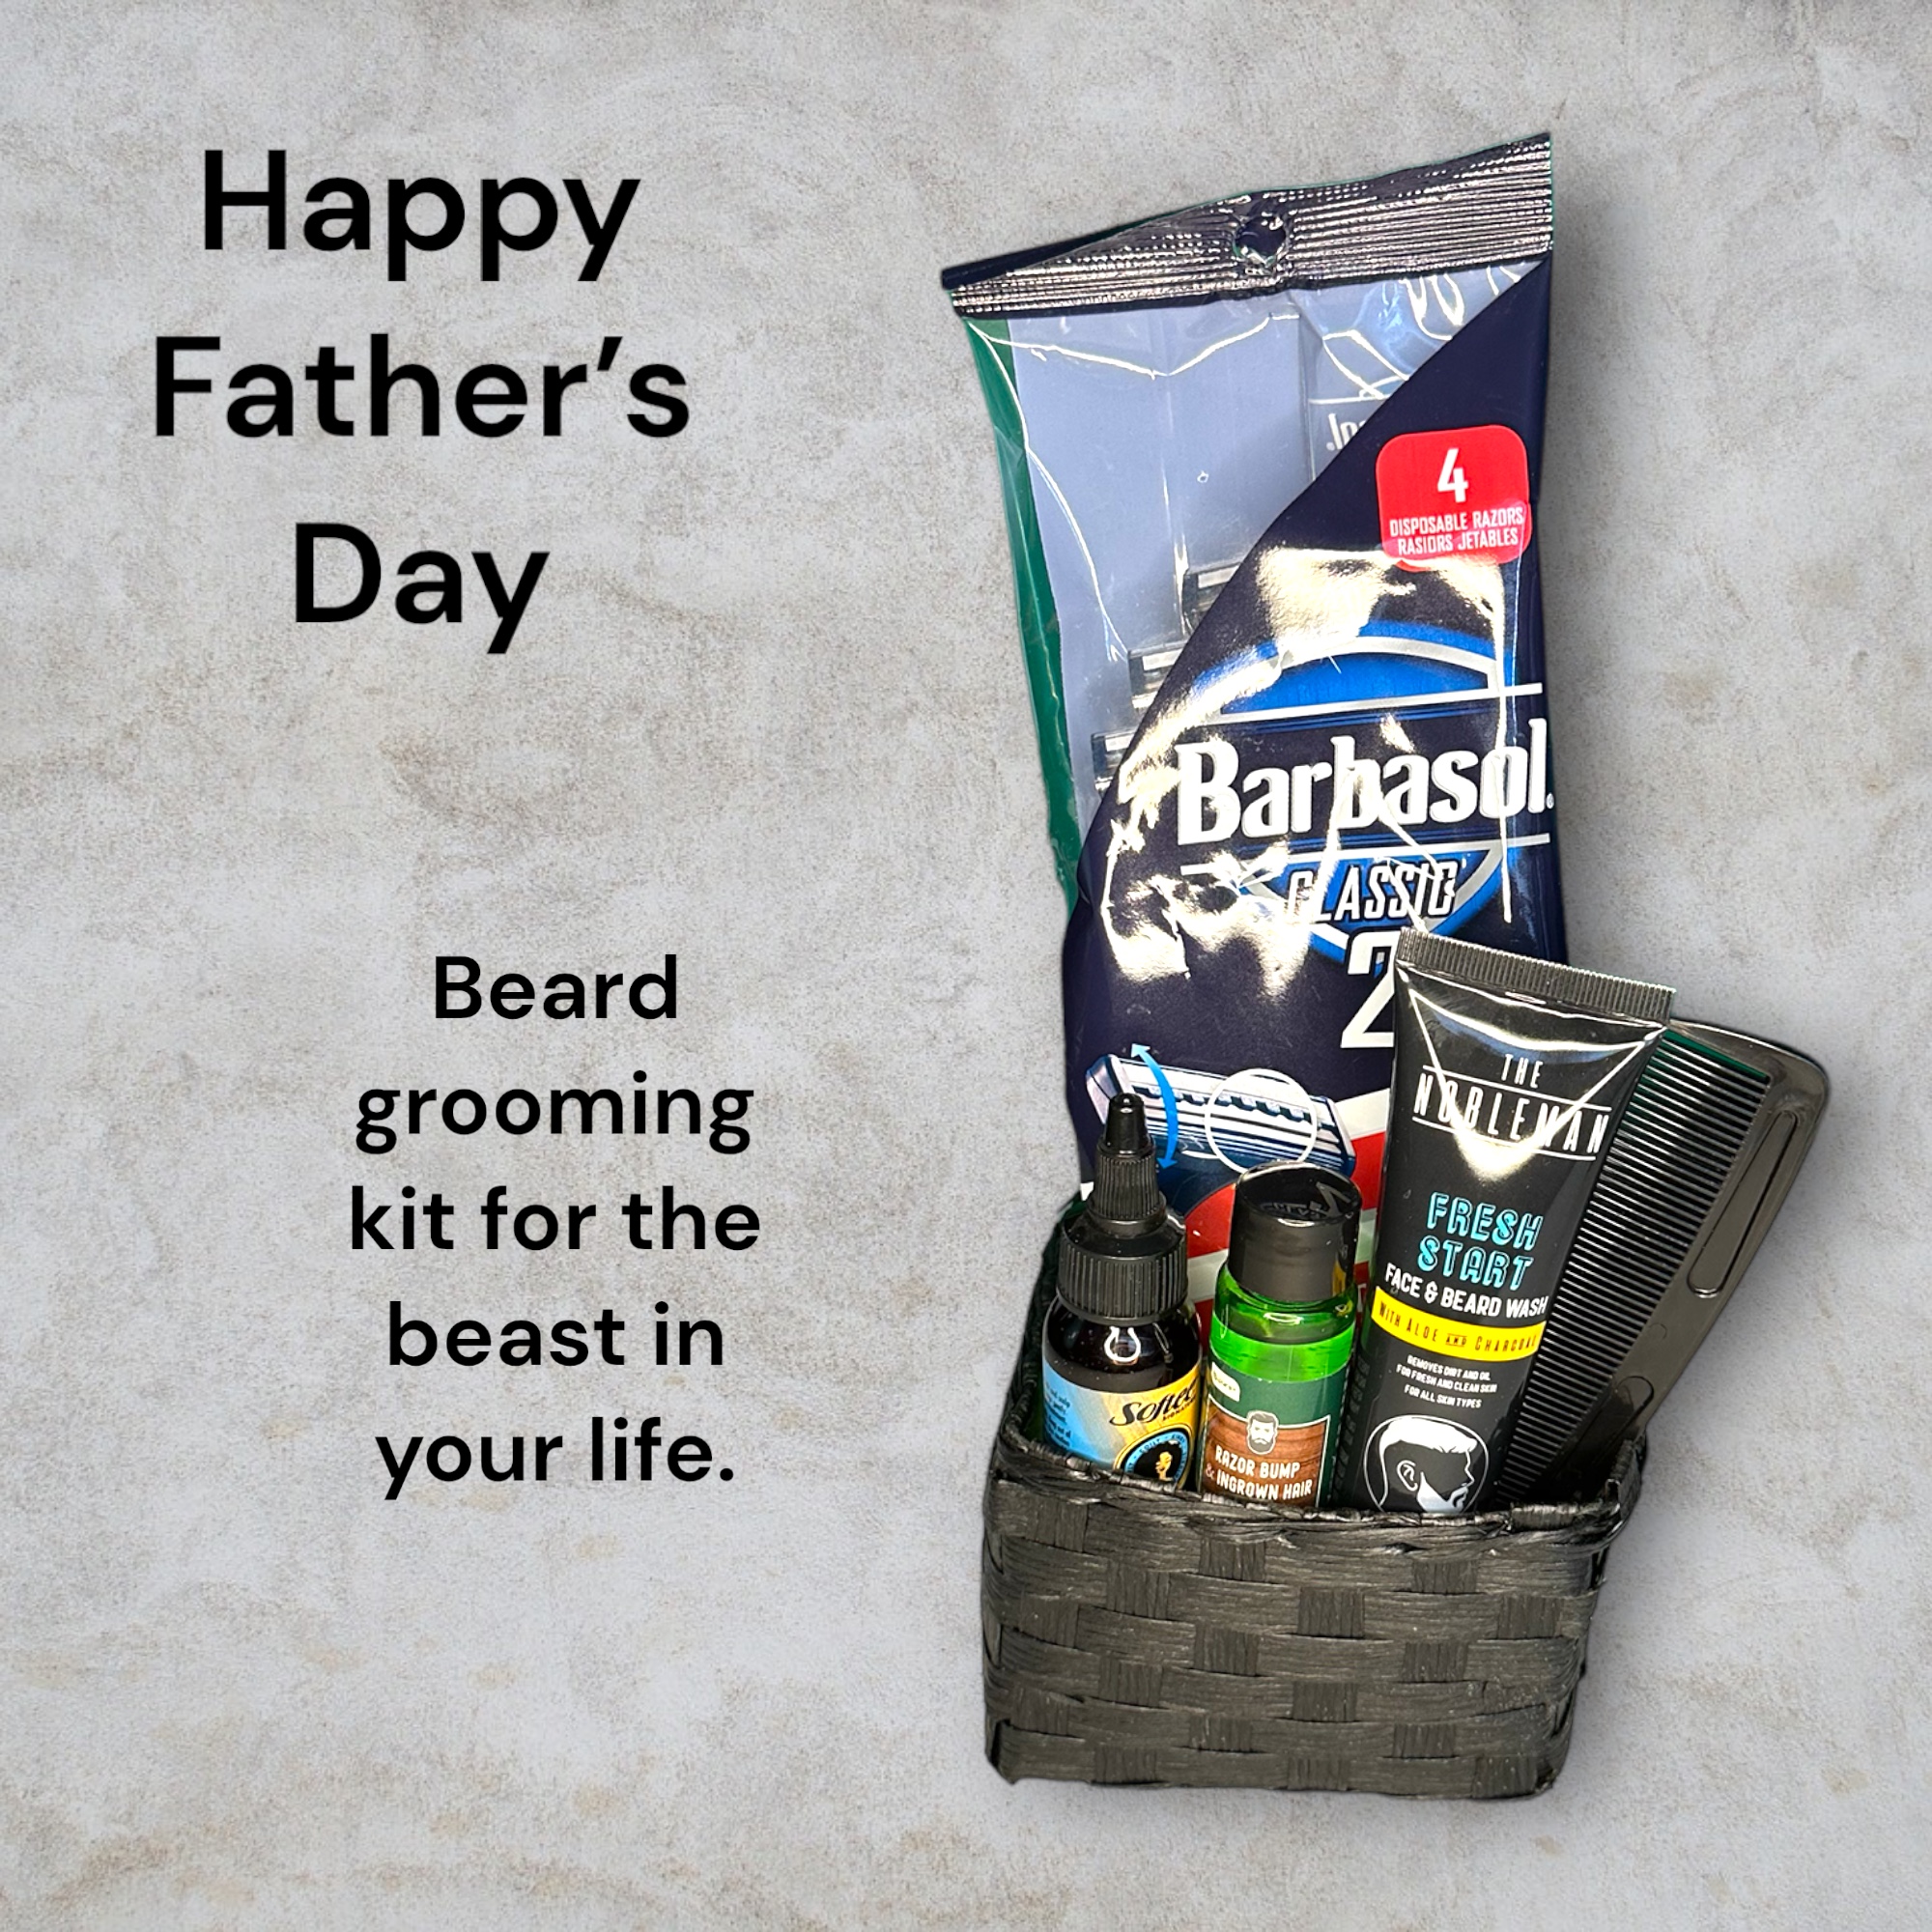 Happy
Father’s
Day
Beard
grooming
kit for the
beast in
your life.
4
DISPOSABLE RAZORS
RASIORS JETABLES
Barbasol
CLASSIC
2
THE
NOBLEMAN
FRESH
START
FACE & BEARD WASH
WITH ALOE AND CHARCOAL
REMOVES DIRT AND OIL
FOR FRESH AND CLEAN SKIN
FOR ALL SKIN TYPES
RAZOR BUMP
& INGROWN HAIR